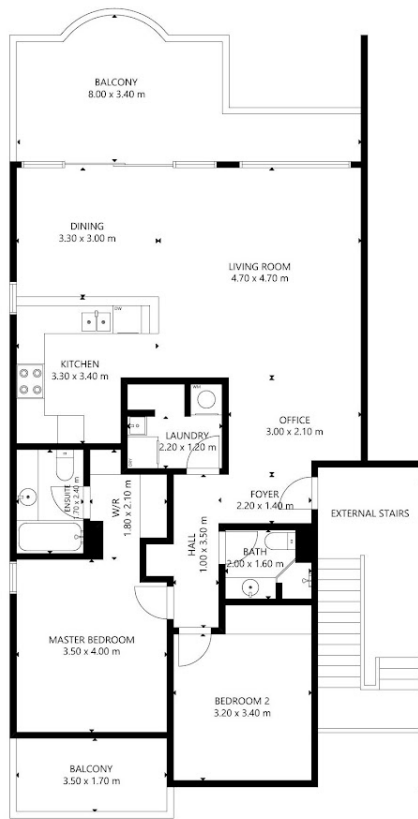 BALCONY
8.00 x 3.40 m
DINING
3.30 x 3.00 m
LIVING ROOM
4.70 x 4.70 m
DW
KITCHEN
3.30 x 3.40 m
WM
OFFICE
3.00 x 2.10 m
LAUNDRY
2.20 x 1.20 m
ENSUITE
1.70 x 2.40 m
W/R
1.80 x 2.10 m
FOYER
2.20 x 1.40 m
EXTERNAL STAIRS
HALL
1.00 x 3.50 m
BATH
2.00 x 1.60 m
MASTER BEDROOM
3.50 x 4.00 m
BEDROOM 2
3.20 x 3.40 m
BALCONY
3.50 x 1.70 m